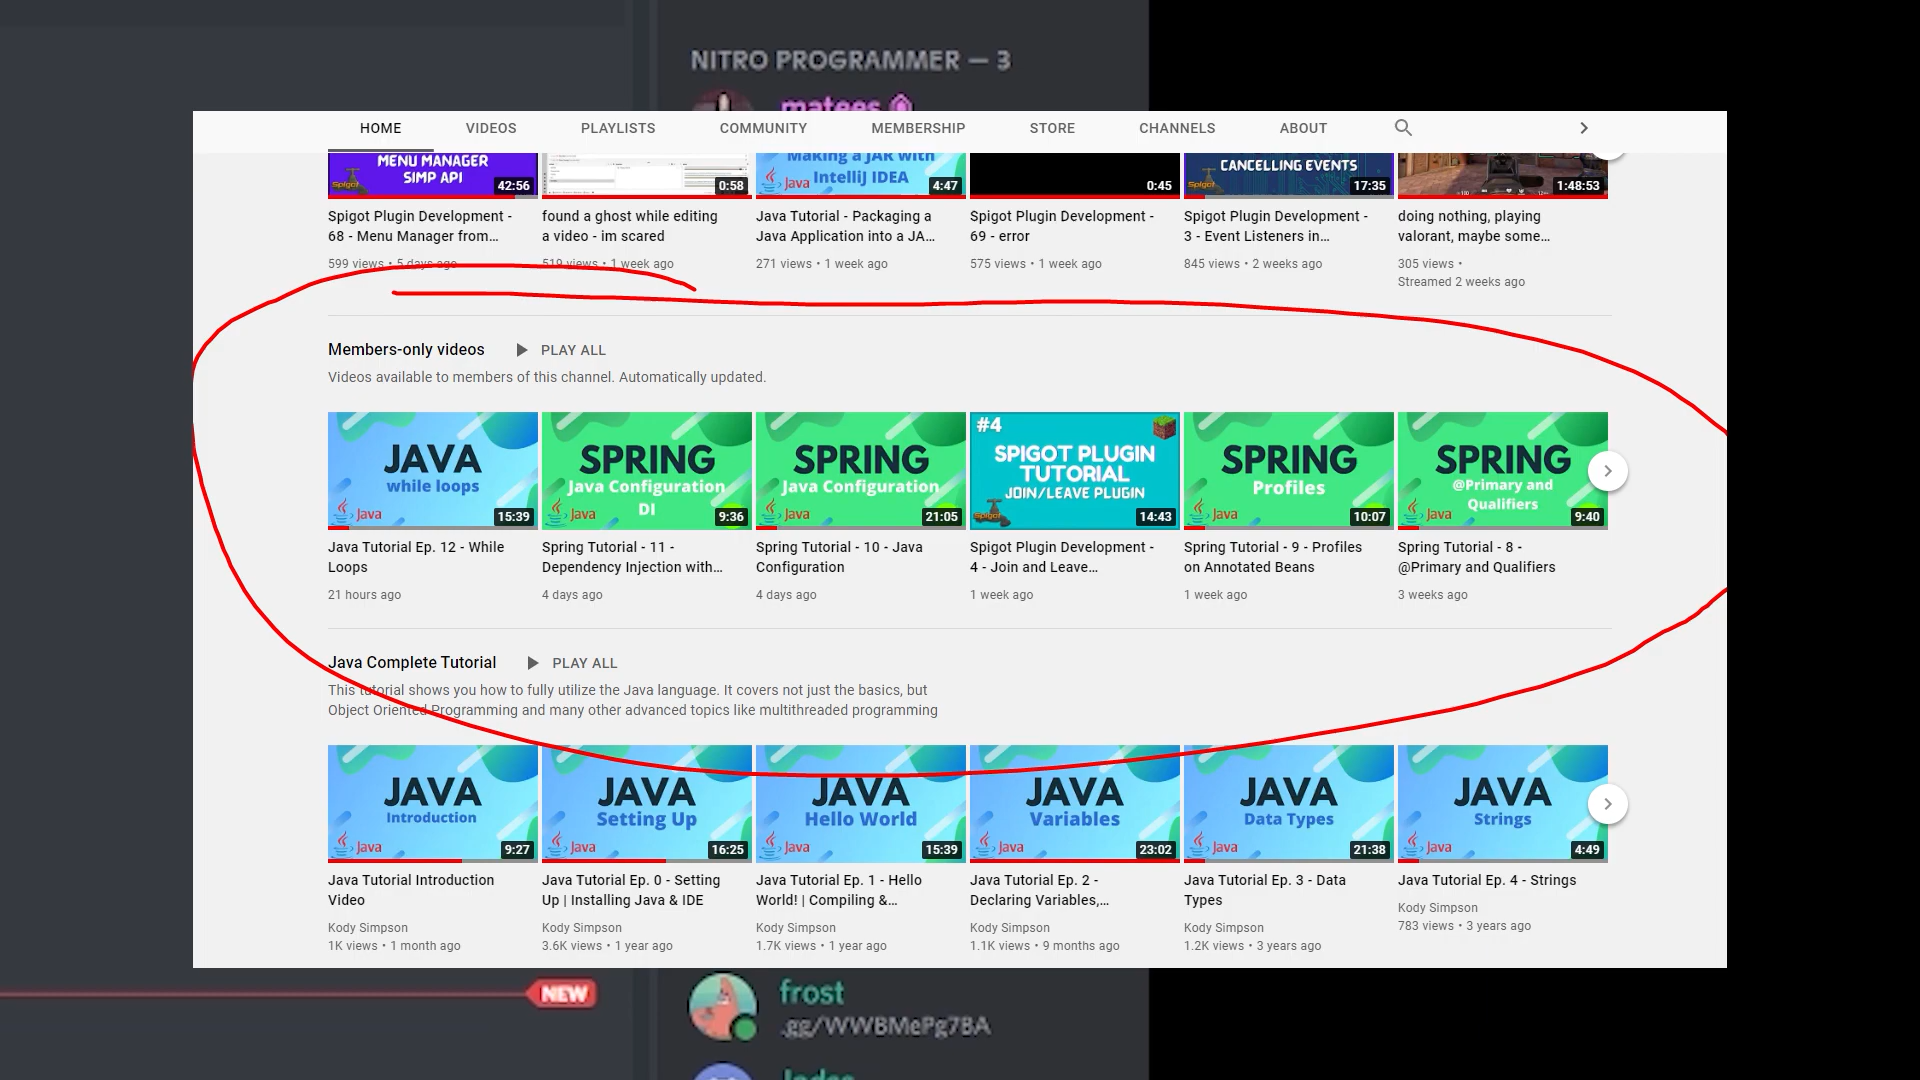 NITRO PROGRAMMER — 3
matees
HOME VIDEOS PLAYLISTS COMMUNITY MEMBERSHIP STORE CHANNELS ABOUT
MENU MANAGER
SIMP API
Spigot
42:56
0:58
Making a JAR with
IntelliJ IDEA
Java
4:47
0:45
CANCELLING EVENTS
Spigot
17:35
1:48:53
Spigot Plugin Development -
68 - Menu Manager from...
599 views • 5 days ago
found a ghost while editing
a video - im scared
519 views • 1 week ago
Java Tutorial - Packaging a
Java Application into a JA...
271 views • 1 week ago
Spigot Plugin Development -
69 - error
575 views • 1 week ago
Spigot Plugin Development -
3 - Event Listeners in...
845 views • 2 weeks ago
doing nothing, playing
valorant, maybe some...
305 views •
Streamed 2 weeks ago
Members-only videos PLAY ALL
Videos available to members of this channel. Automatically updated.
JAVA
while loops
Java
15:39
SPRING
Java Configuration
DI
Java
9:36
SPRING
Java Configuration
Java
21:05
#4
SPIGOT PLUGIN
TUTORIAL
JOIN/LEAVE PLUGIN
Spigot
14:43
SPRING
Profiles
Java
10:07
SPRING
@Primary and
Qualifiers
Java
9:40
Java Tutorial Ep. 12 - While
Loops
21 hours ago
Spring Tutorial - 11 -
Dependency Injection with...
4 days ago
Spring Tutorial - 10 - Java
Configuration
4 days ago
Spigot Plugin Development -
4 - Join and Leave...
1 week ago
Spring Tutorial - 9 - Profiles
on Annotated Beans
1 week ago
Spring Tutorial - 8 -
@Primary and Qualifiers
3 weeks ago
Java Complete Tutorial PLAY ALL
This tutorial shows you how to fully utilize the Java language. It covers not just the basics, but
Object Oriented Programming and many other advanced topics like multithreaded programming
JAVA
Introduction
Java
9:27
JAVA
Setting Up
Java
16:25
JAVA
Hello World
Java
15:39
JAVA
Variables
Java
23:02
JAVA
Data Types
Java
21:38
JAVA
Strings
Java
4:49
Java Tutorial Introduction
Video
Kody Simpson
1K views • 1 month ago
Java Tutorial Ep. 0 - Setting
Up | Installing Java & IDE
Kody Simpson
3.6K views • 1 year ago
Java Tutorial Ep. 1 - Hello
World! | Compiling &...
Kody Simpson
1.7K views • 1 year ago
Java Tutorial Ep. 2 -
Declaring Variables,...
Kody Simpson
1.1K views • 9 months ago
Java Tutorial Ep. 3 - Data
Types
Kody Simpson
1.2K views • 3 years ago
Java Tutorial Ep. 4 - Strings
Kody Simpson
783 views • 3 years ago
NEW
frost
.gg/WWBMePg7BA